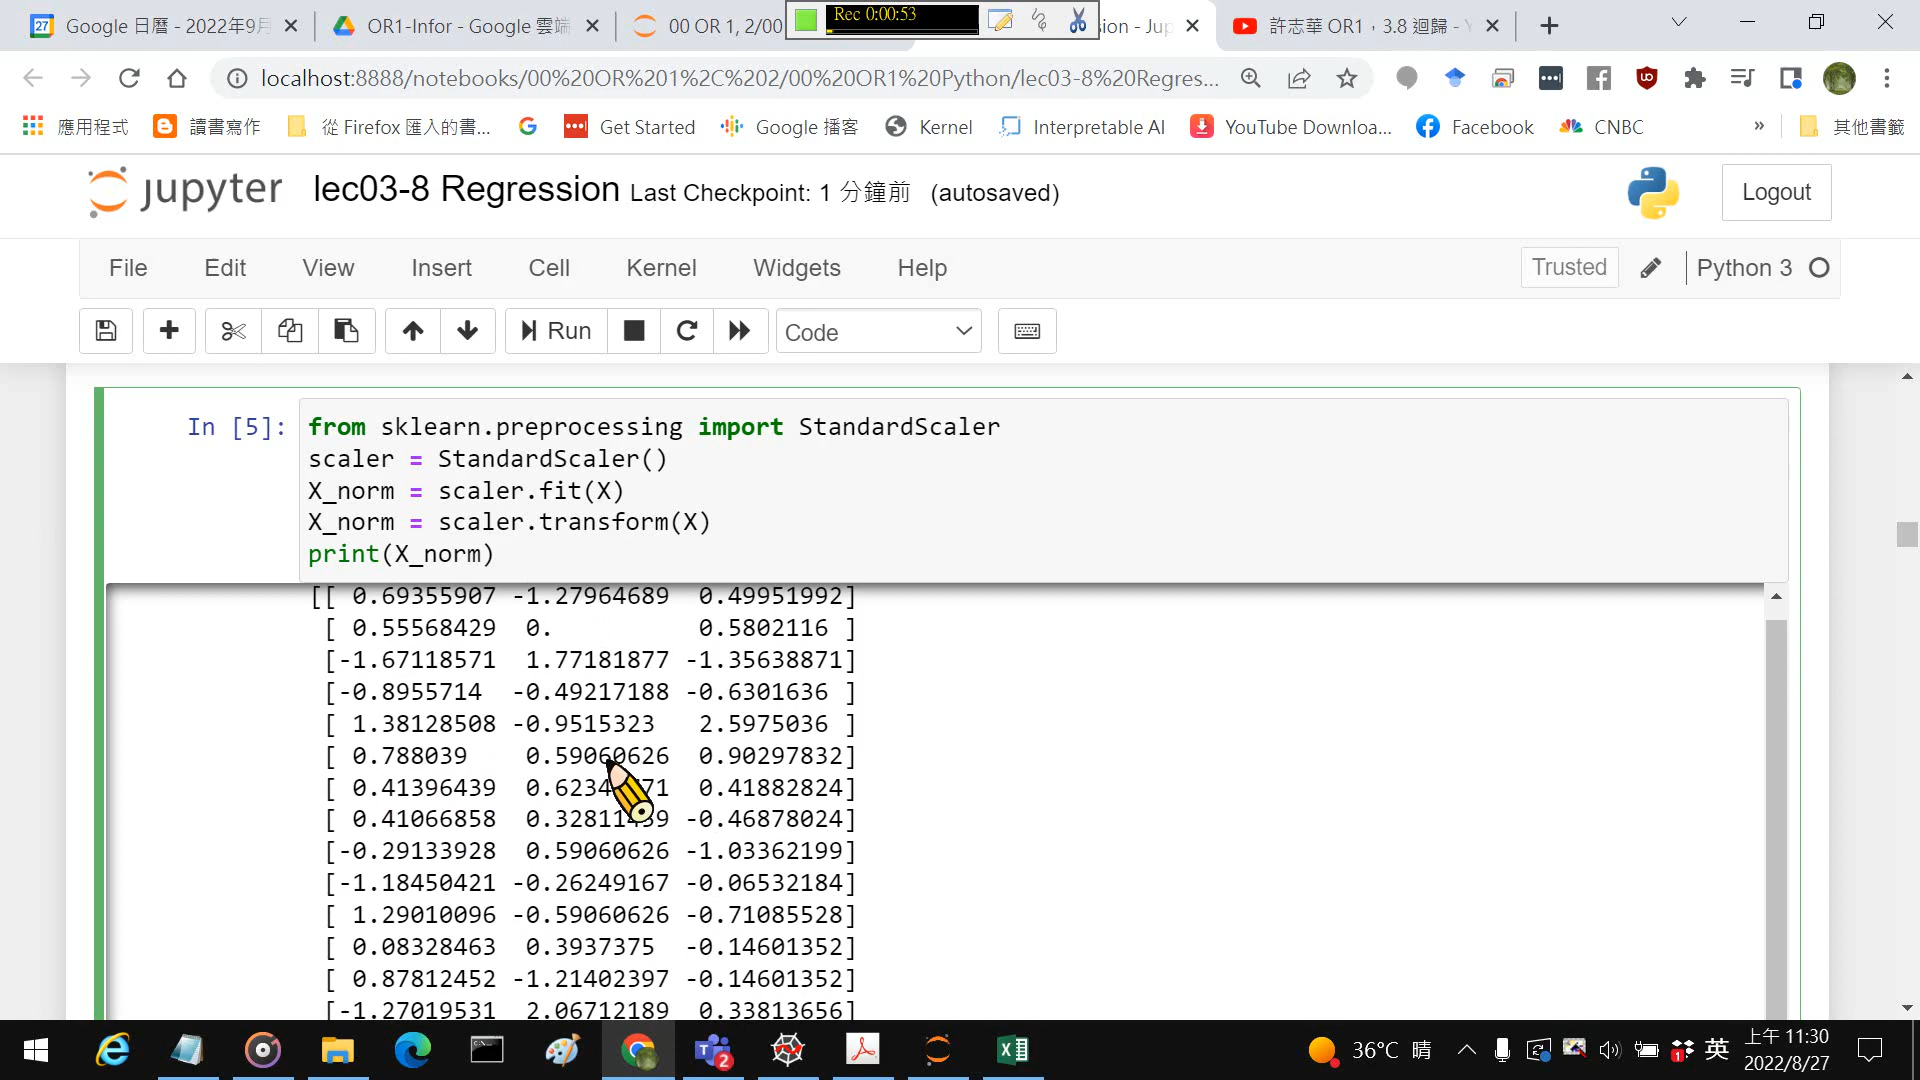 Google 日曆 - 2022年9月
OR1-Infor - Google 雲端
00 OR 1, 2/00
Rec 0:00:53
sion - Jup
許志華 OR1，3.8 迴歸 - Y
localhost:8888/notebooks/00%20OR%201%2C%202/00%20OR1%20Python/lec03-8%20Regres...
應用程式
讀書寫作
從 Firefox 匯入的書...
Get Started
Google 播客
Kernel
Interpretable AI
YouTube Downloa...
Facebook
CNBC
»
其他書籤
jupyter
lec03-8 Regression Last Checkpoint: 1 分鐘前 (autosaved)
Logout
File Edit View Insert Cell Kernel Widgets Help
Trusted
Python 3
Run
Code
In [5]:
from sklearn.preprocessing import StandardScaler
scaler = StandardScaler()
X_norm = scaler.fit(X)
X_norm = scaler.transform(X)
print(X_norm)
[[ 0.69355907 -1.27964689 0.49951992]
[ 0.55568429 0. 0.5802116 ]
[-1.67118571 1.77181877 -1.35638871]
[-0.8955714 -0.49217188 -0.6301636 ]
[ 1.38128508 -0.9515323 2.5975036 ]
[ 0.788039 0.59060626 0.90297832]
[ 0.41396439 0.41882824]
[ 0.41066858 -0.46878024]
[-0.29133928 0.59060626 -1.03362199]
[-1.18450421 -0.26249167 -0.06532184]
[ 1.29010096 -0.59060626 -0.71085528]
[ 0.08328463 0.3937375 -0.14601352]
[ 0.87812452 -1.21402397 -0.14601352]
[-1.27019531 2.06712189 0.33813656]
36°C 晴
英
上午 11:30
2022/8/27